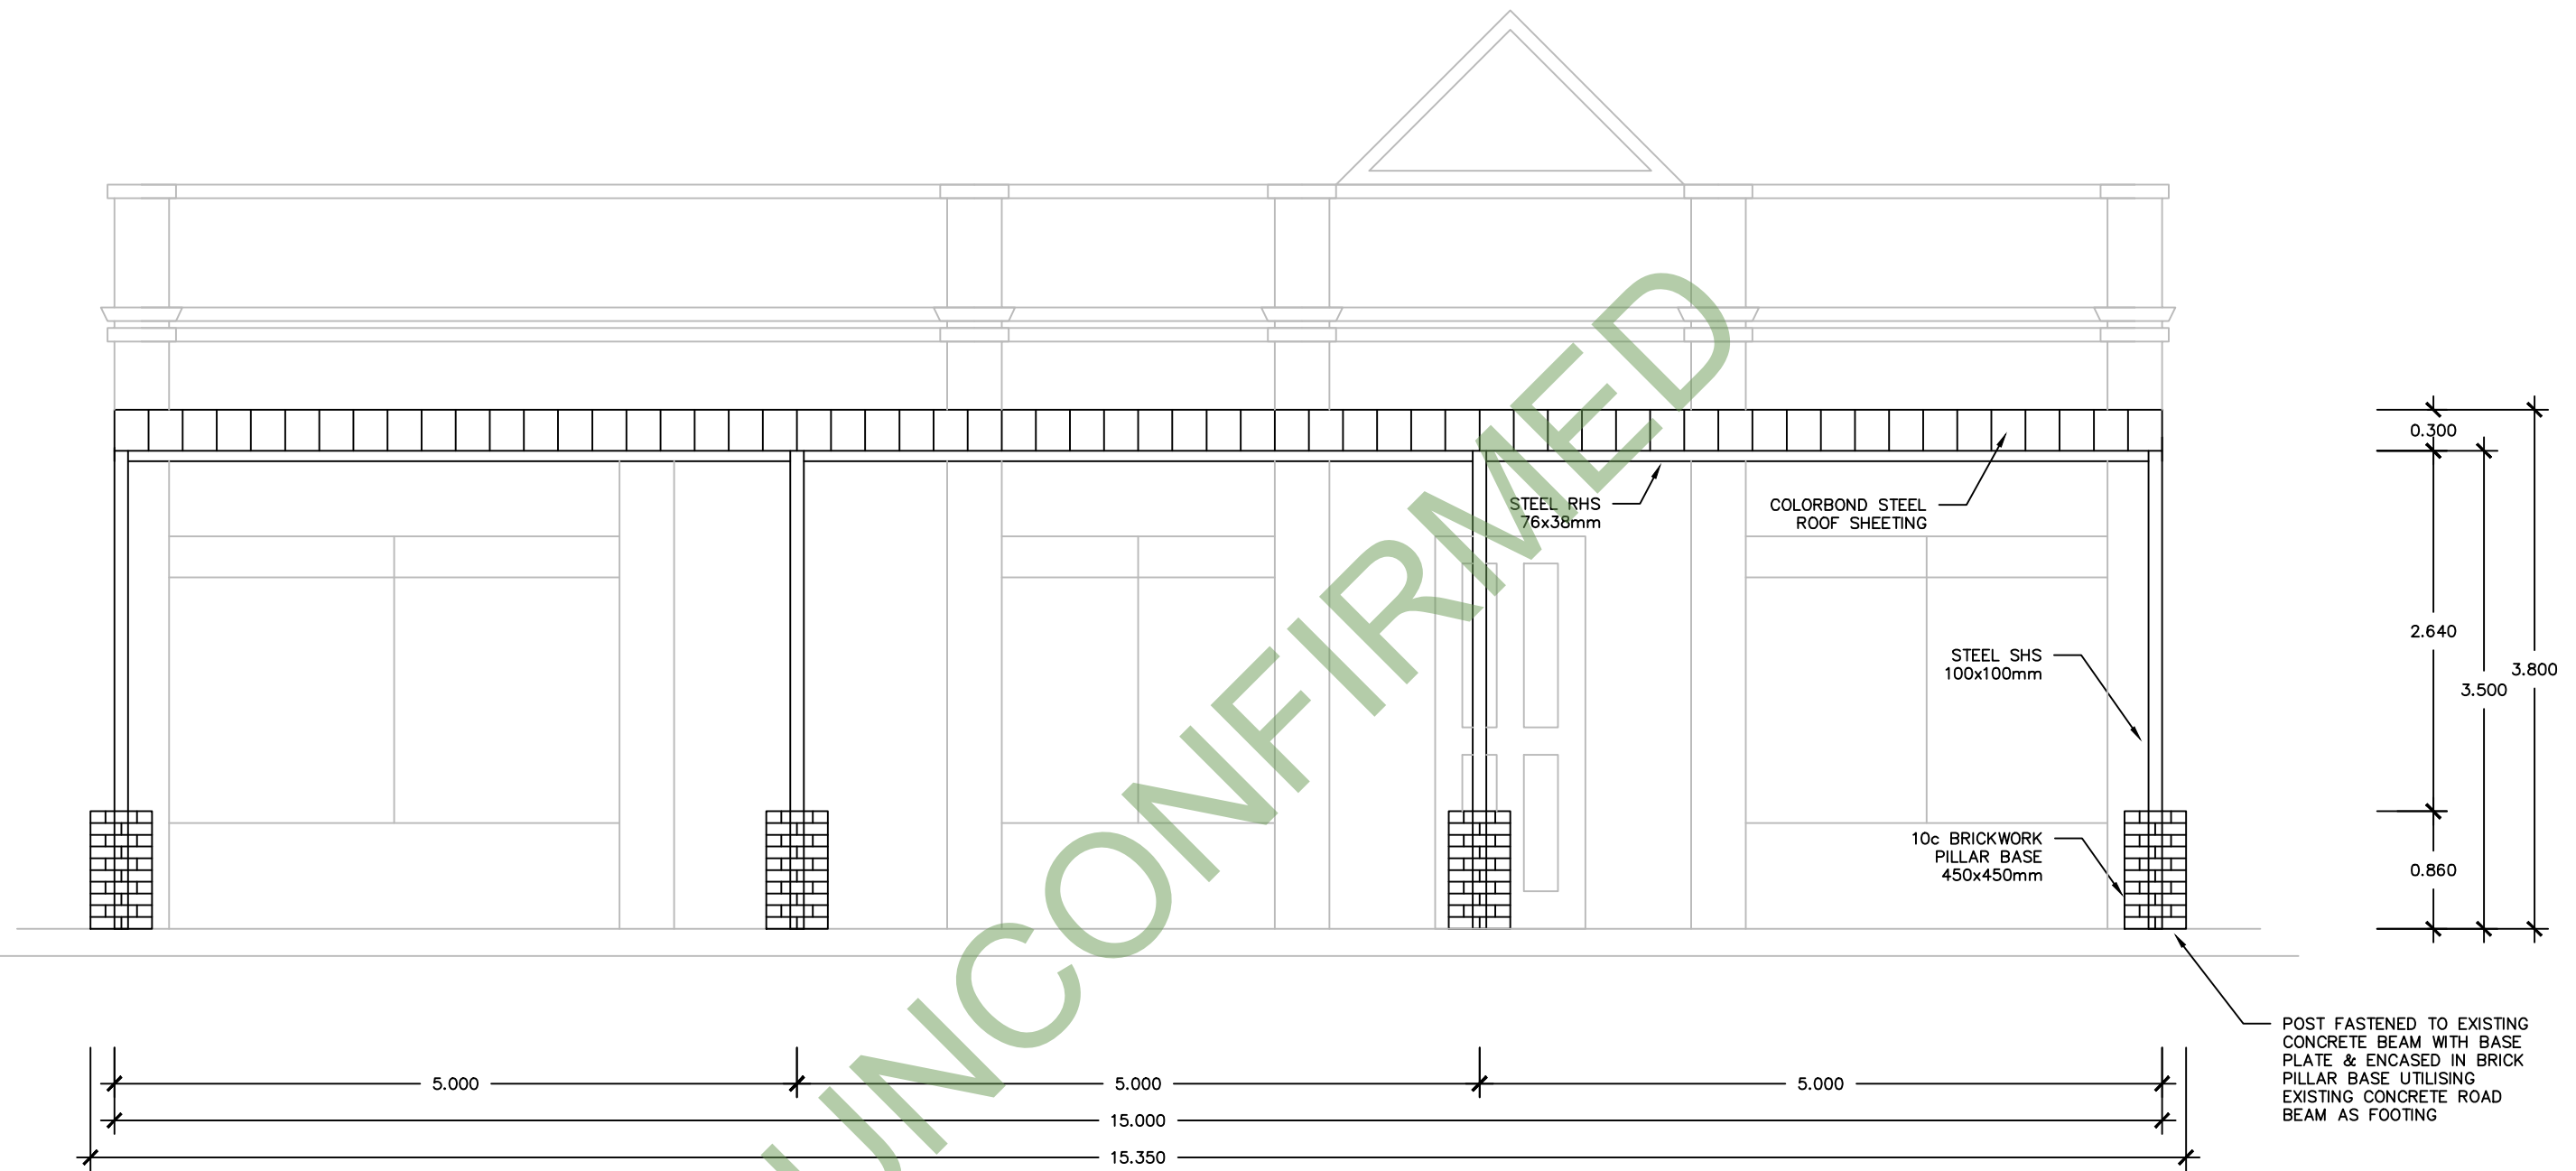 UNCONFIRMED
STEEL RHS
76x38mm
COLORBOND STEEL
ROOF SHEETING
STEEL SHS
100x100mm
10c BRICKWORK
PILLAR BASE
450x450mm
0.300
2.640
3.500
3.800
0.860
POST FASTENED TO EXISTING
CONCRETE BEAM WITH BASE
PLATE & ENCASED IN BRICK
PILLAR BASE UTILISING
EXISTING CONCRETE ROAD
BEAM AS FOOTING
5.000
5.000
5.000
15.000
15.350